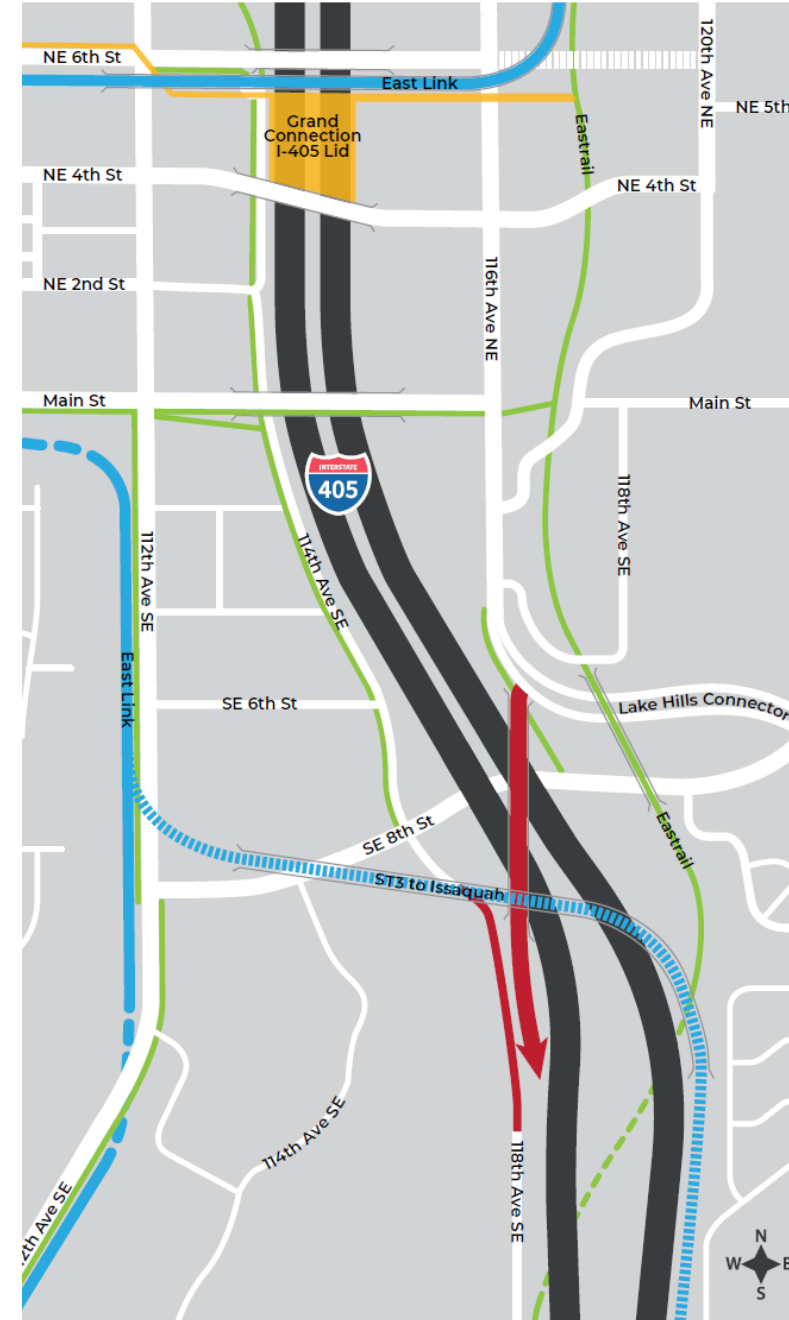 NE 6th St
120th Ave NE
East Link
NE 5th
Grand
Connection
I-405 Lid
Eastrail
NE 4th St
NE 4th St
NE 2nd St
116th Ave NE
Main St
Main St
INTERSTATE
405
118th Ave SE
112th Ave SE
114th Ave SE
East Link
SE 6th St
Lake Hills Connector
SE 8th St
Eastrail
ST3 to Issaquah
114th Ave SE
118th Ave SE
2th Ave SE
N
W
E
S